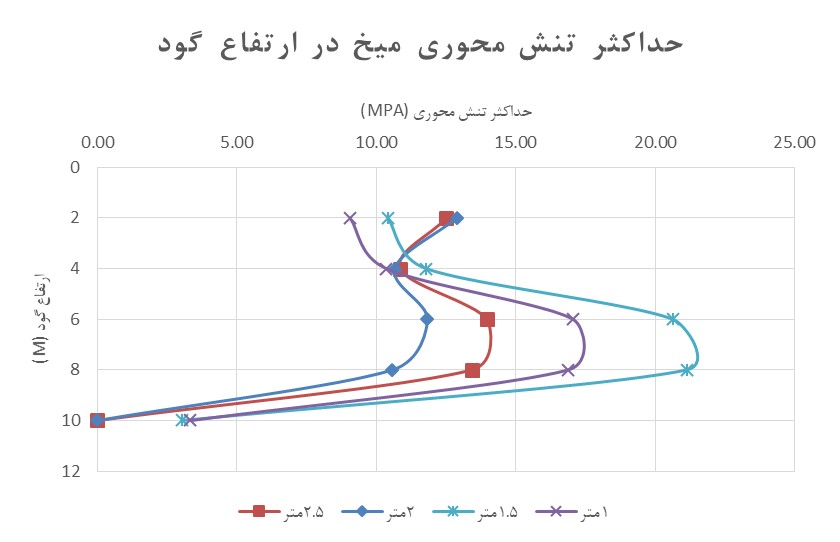 حداکثر تنش محوری میخ در ارتفاع گود
حداکثر تنش محوری (MPA)
0.00 5.00 10.00 15.00 20.00 25.00
0
2
4
6
8
10
12
ارتفاع گود (M)
۲.۵متر ۲متر ۱.۵متر ۱متر